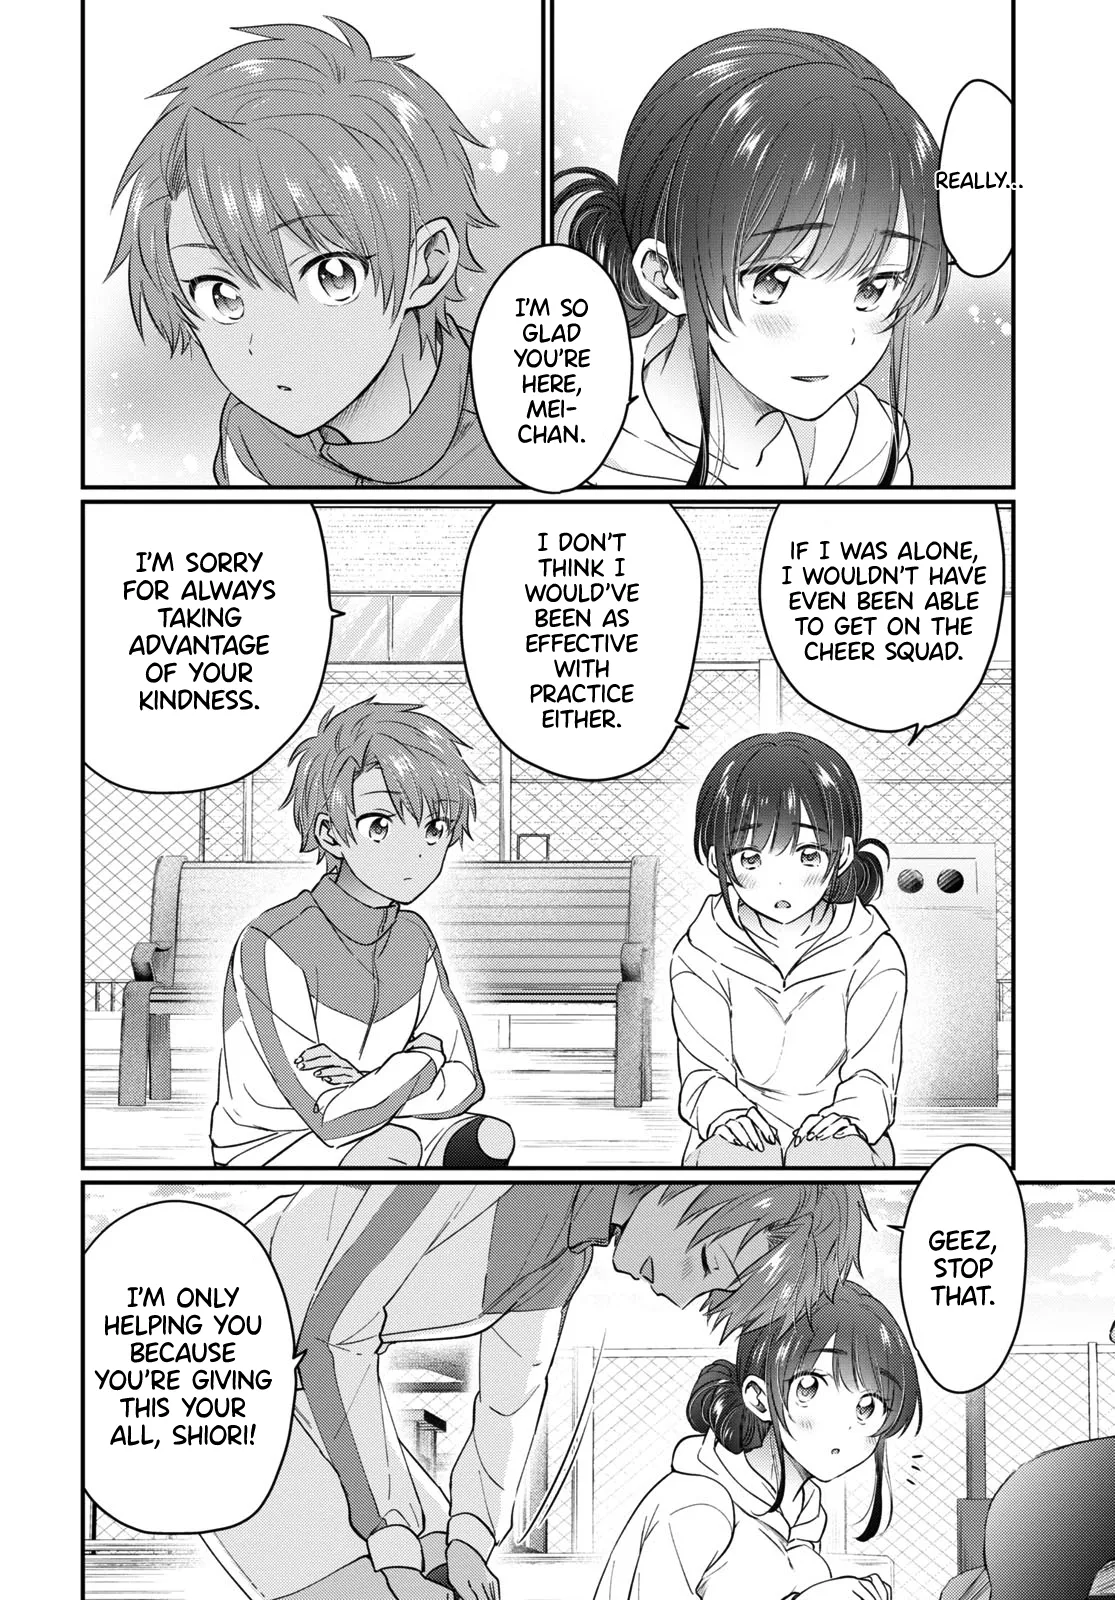 REALLY...
I'M SO
GLAD
YOU'RE
HERE,
MEI-
CHAN.
IF I WAS ALONE,
I WOULDN'T HAVE
EVEN BEEN ABLE
TO GET ON THE
CHEER SQUAD.
I DON'T
THINK I
WOULD'VE
BEEN AS
EFFECTIVE
WITH
PRACTICE
EITHER.
I'M SORRY
FOR ALWAYS
TAKING
ADVANTAGE
OF YOUR
KINDNESS.
GEEZ,
STOP
THAT.
I'M ONLY
HELPING YOU
BECAUSE
YOU'RE GIVING
THIS YOUR
ALL, SHIORI!